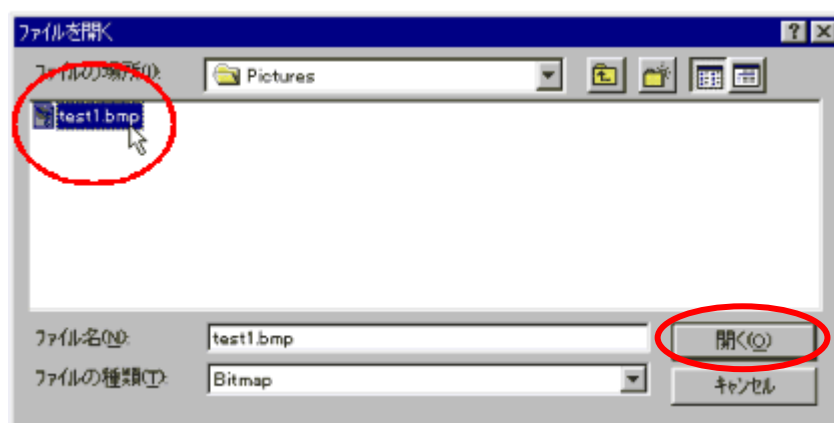 ファイルを開く
ファイルの場所(I):
Pictures
test1.bmp
ファイル名(N):
test1.bmp
開く(O)
ファイルの種類(T):
Bitmap
キャンセル